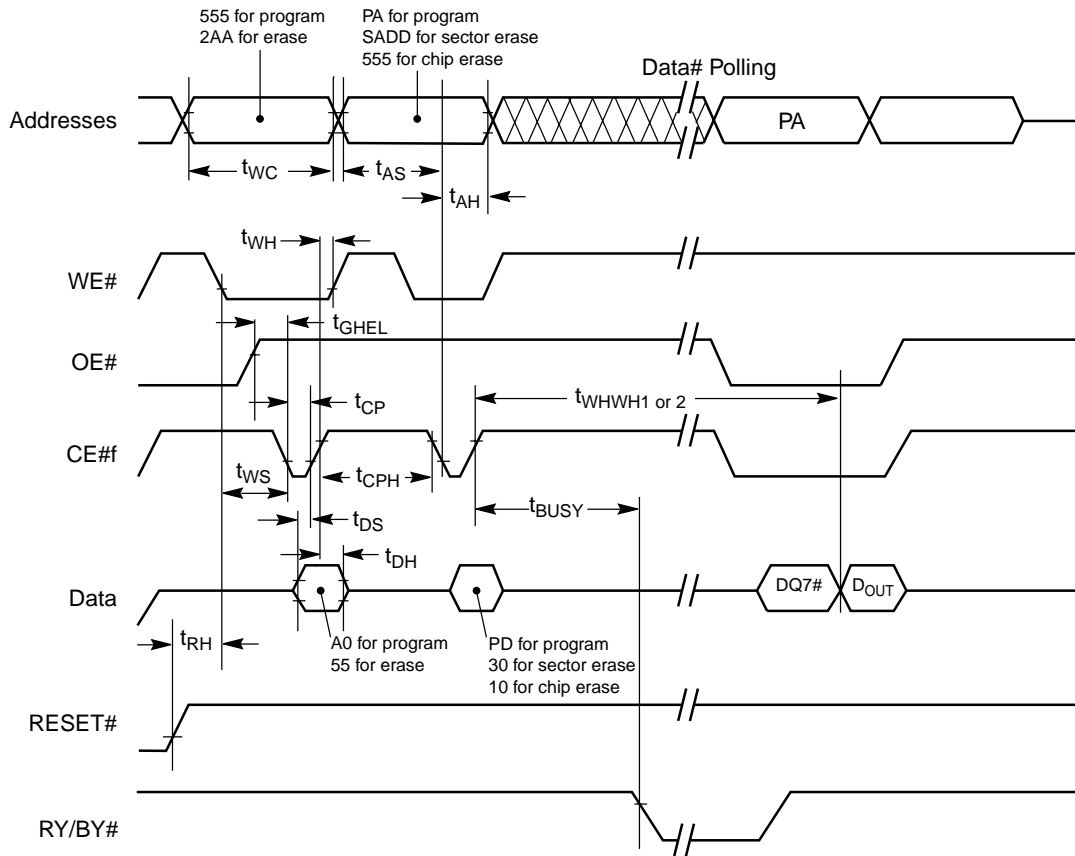 555 for program
2AA for erase
PA for program
SADD for sector erase
555 for chip erase
Data# Polling
Addresses
PA
tWC
tAS
tAH
tWH
WE#
tGHEL
OE#
tCP
tWHWH1 or 2
CE#f
tWS
tCPH
tBUSY
tDS
tDH
Data
DQ7#
DOUT
tRH
A0 for program
55 for erase
PD for program
30 for sector erase
10 for chip erase
RESET#
RY/BY#